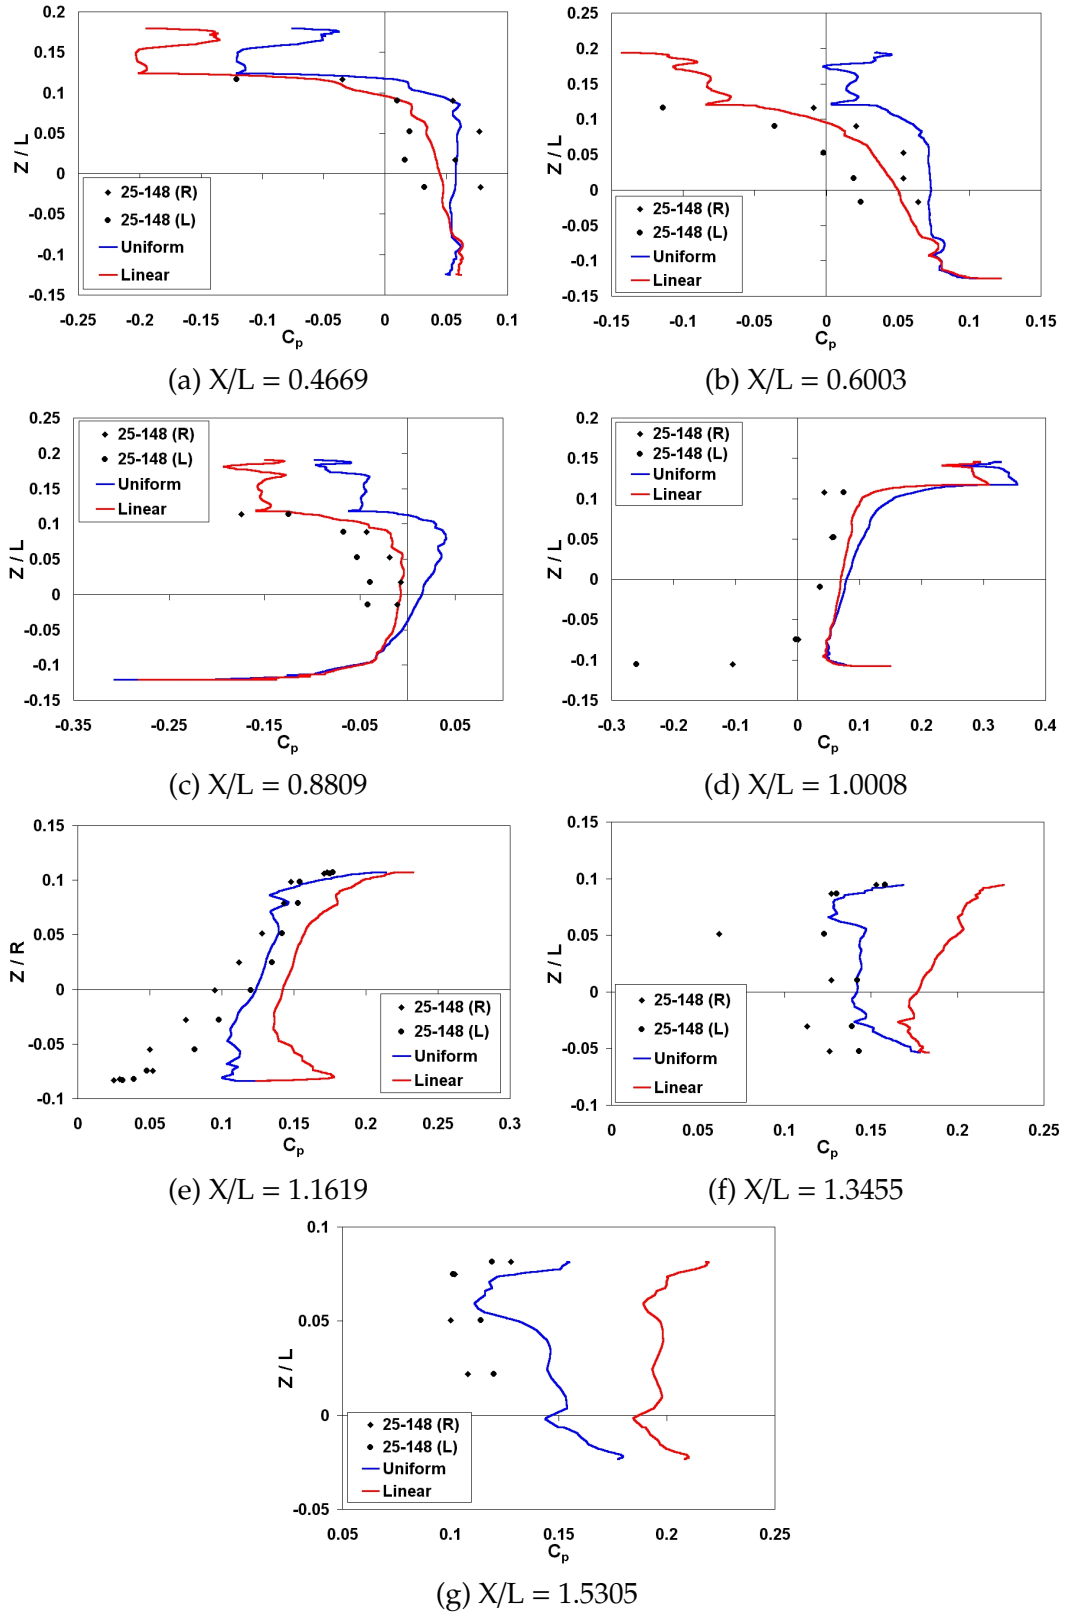 0.2
0.15
0.1
0.05
0
-0.05
-0.1
-0.15
Z / L
-0.25 -0.2 -0.15 -0.1 -0.05 0 0.05 0.1
Cp
25-148 (R)
25-148 (L)
Uniform
Linear
(a) X/L = 0.4669
0.25
0.2
0.15
0.1
0.05
0
-0.05
-0.1
-0.15
Z / L
-0.15 -0.1 -0.05 0 0.05 0.1 0.15
Cp
25-148 (R)
25-148 (L)
Uniform
Linear
(b) X/L = 0.6003
0.25
0.2
0.15
0.1
0.05
0
-0.05
-0.1
-0.15
Z / L
-0.35 -0.25 -0.15 -0.05 0.05
Cp
25-148 (R)
25-148 (L)
Uniform
Linear
(c) X/L = 0.8809
0.2
0.15
0.1
0.05
0
-0.05
-0.1
-0.15
Z / L
-0.3 -0.2 -0.1 0 0.1 0.2 0.3 0.4
Cp
25-148 (R)
25-148 (L)
Uniform
Linear
(d) X/L = 1.0008
0.15
0.1
0.05
0
-0.05
-0.1
Z / R
0 0.05 0.1 0.15 0.2 0.25 0.3
Cp
25-148 (R)
25-148 (L)
Uniform
Linear
(e) X/L = 1.1619
0.15
0.1
0.05
0
-0.05
-0.1
Z / L
0 0.05 0.1 0.15 0.2 0.25
Cp
25-148 (R)
25-148 (L)
Uniform
Linear
(f) X/L = 1.3455
0.1
0.05
0
-0.05
Z / L
0.05 0.1 0.15 0.2 0.25
Cp
25-148 (R)
25-148 (L)
Uniform
Linear
(g) X/L = 1.5305